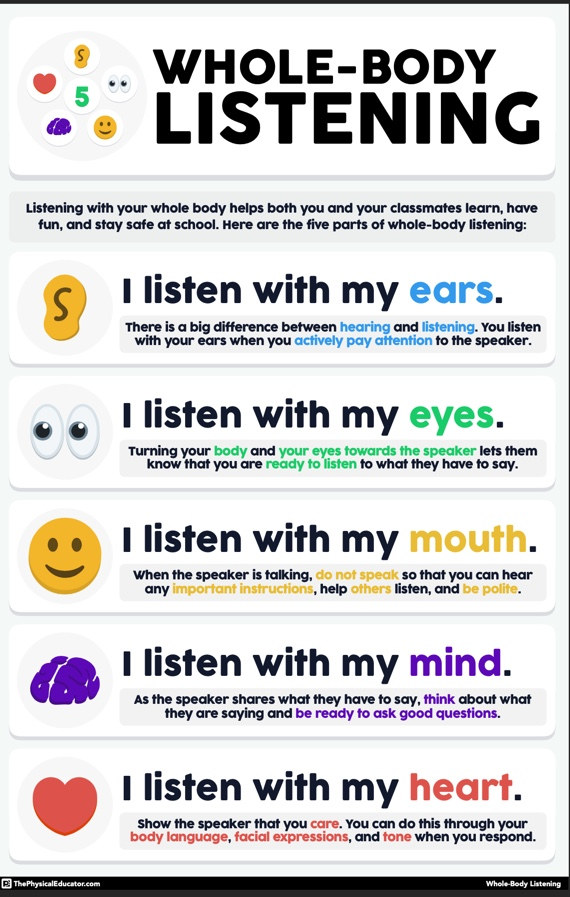 5
WHOLE-BODY
LISTENING
Listening with your whole body helps both you and your classmates learn, have
fun, and stay safe at school. Here are the five parts of whole-body listening:
I listen with my ears.
There is a big difference between hearing and listening. You listen
with your ears when you actively pay attention to the speaker.
I listen with my eyes.
Turning your body and your eyes towards the speaker lets them
know that you are ready to listen to what they have to say.
I listen with my mouth.
When the speaker is talking, do not speak so that you can hear
any important instructions, help others listen, and be polite.
I listen with my mind.
As the speaker shares what they have to say, think about what
they are saying and be ready to ask good questions.
I listen with my heart.
Show the speaker that you care. You can do this through your
body language, facial expressions, and tone when you respond.
ThePhysicalEducator.com
Whole-Body Listening